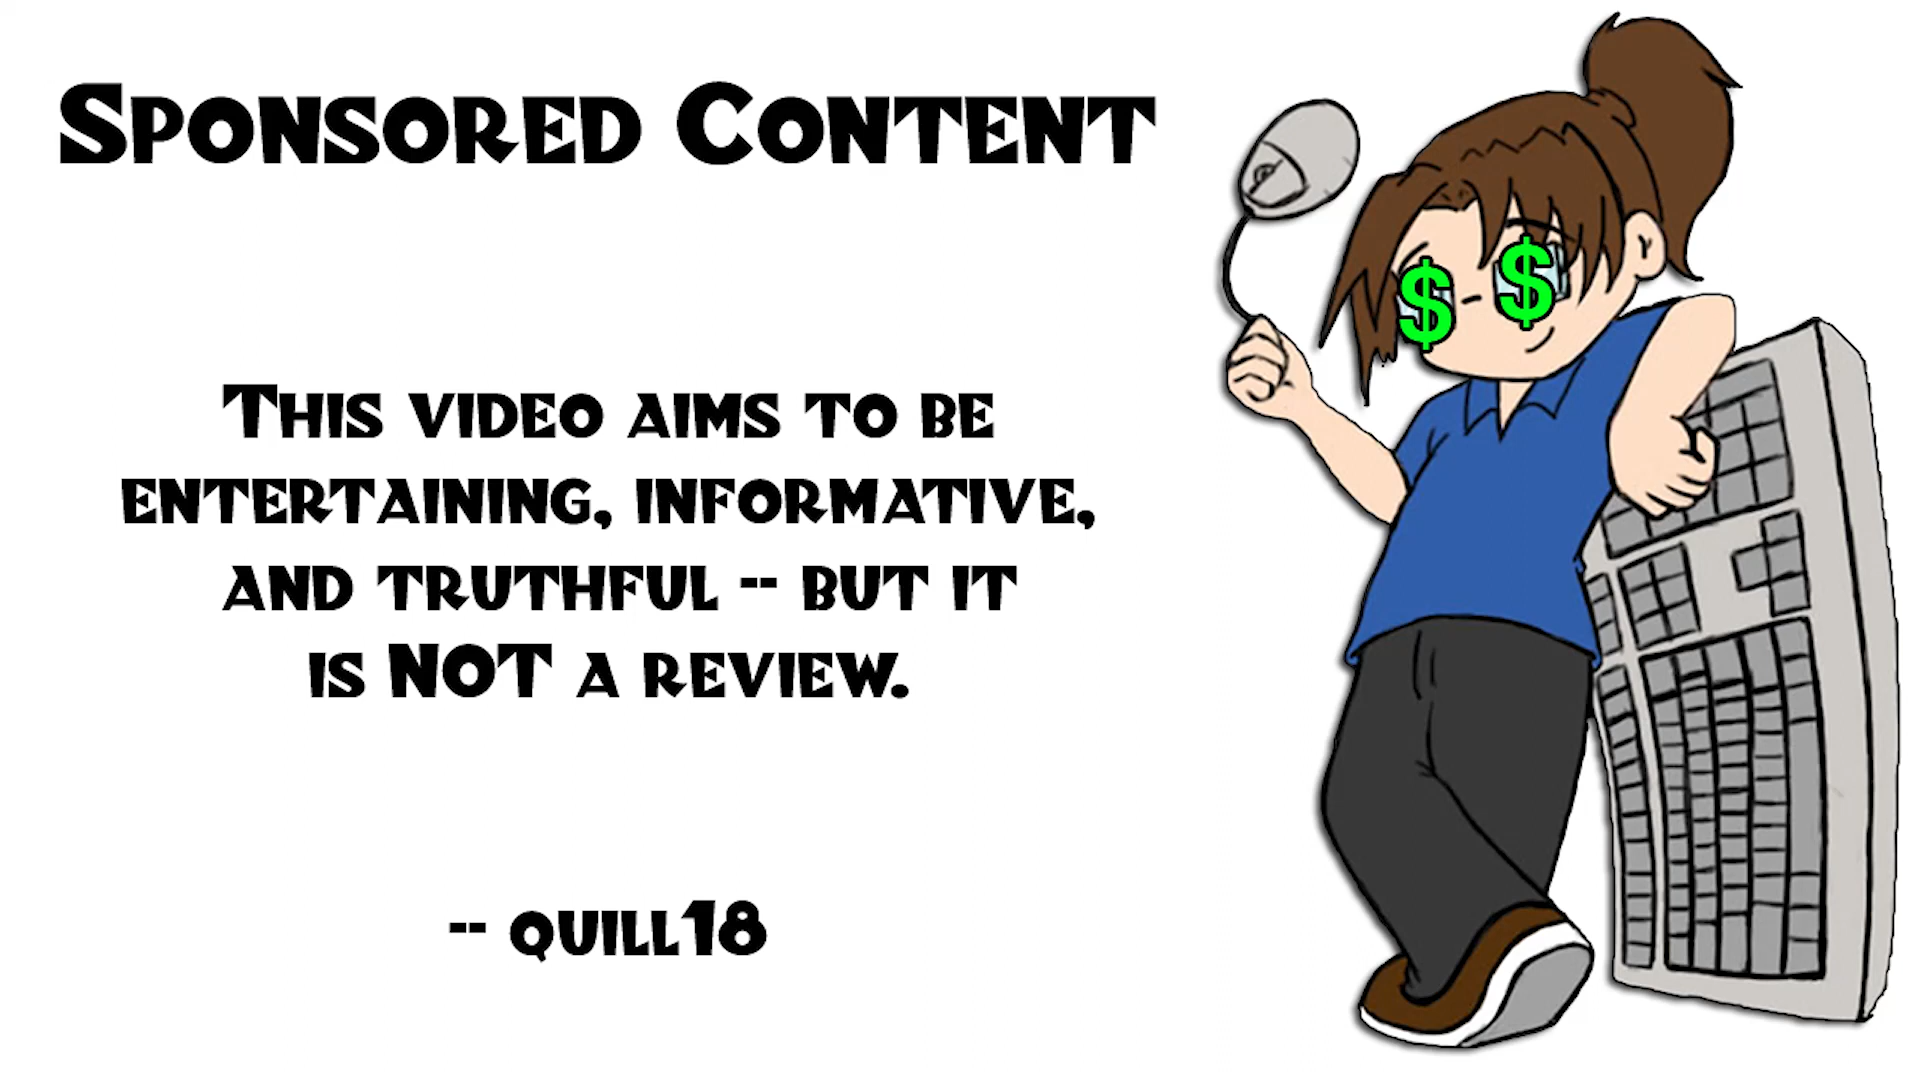 Sponsored Content
This video aims to be
entertaining, informative,
and truthful -- but it
is NOT a review.
-- quill18
$ $